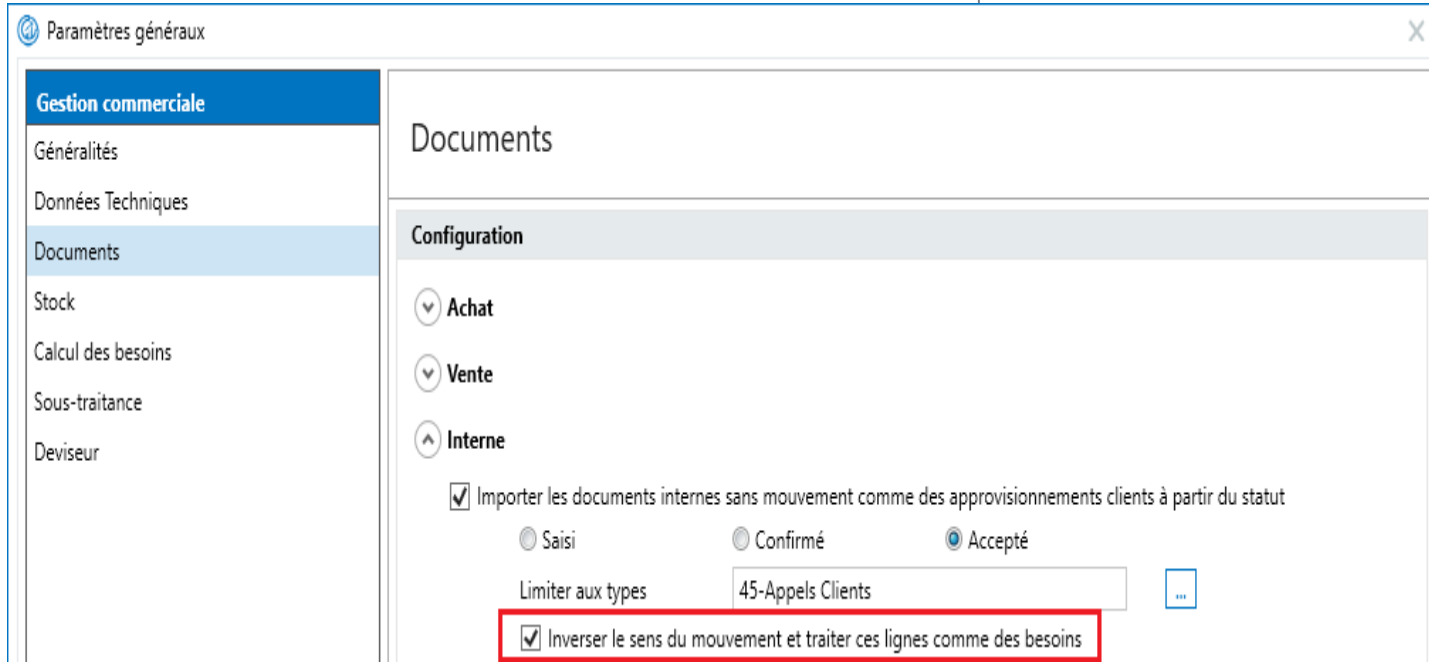 Paramètres généraux
Gestion commerciale
Généralités
Données Techniques
Documents
Stock
Calcul des besoins
Sous-traitance
Deviseur
Documents
Configuration
Achat
Vente
Interne
Importer les documents internes sans mouvement comme des approvisionnements clients à partir du statut
Saisi Confirmé Accepté
Limiter aux types 45-Appels Clients ...
Inverser le sens du mouvement et traiter ces lignes comme des besoins